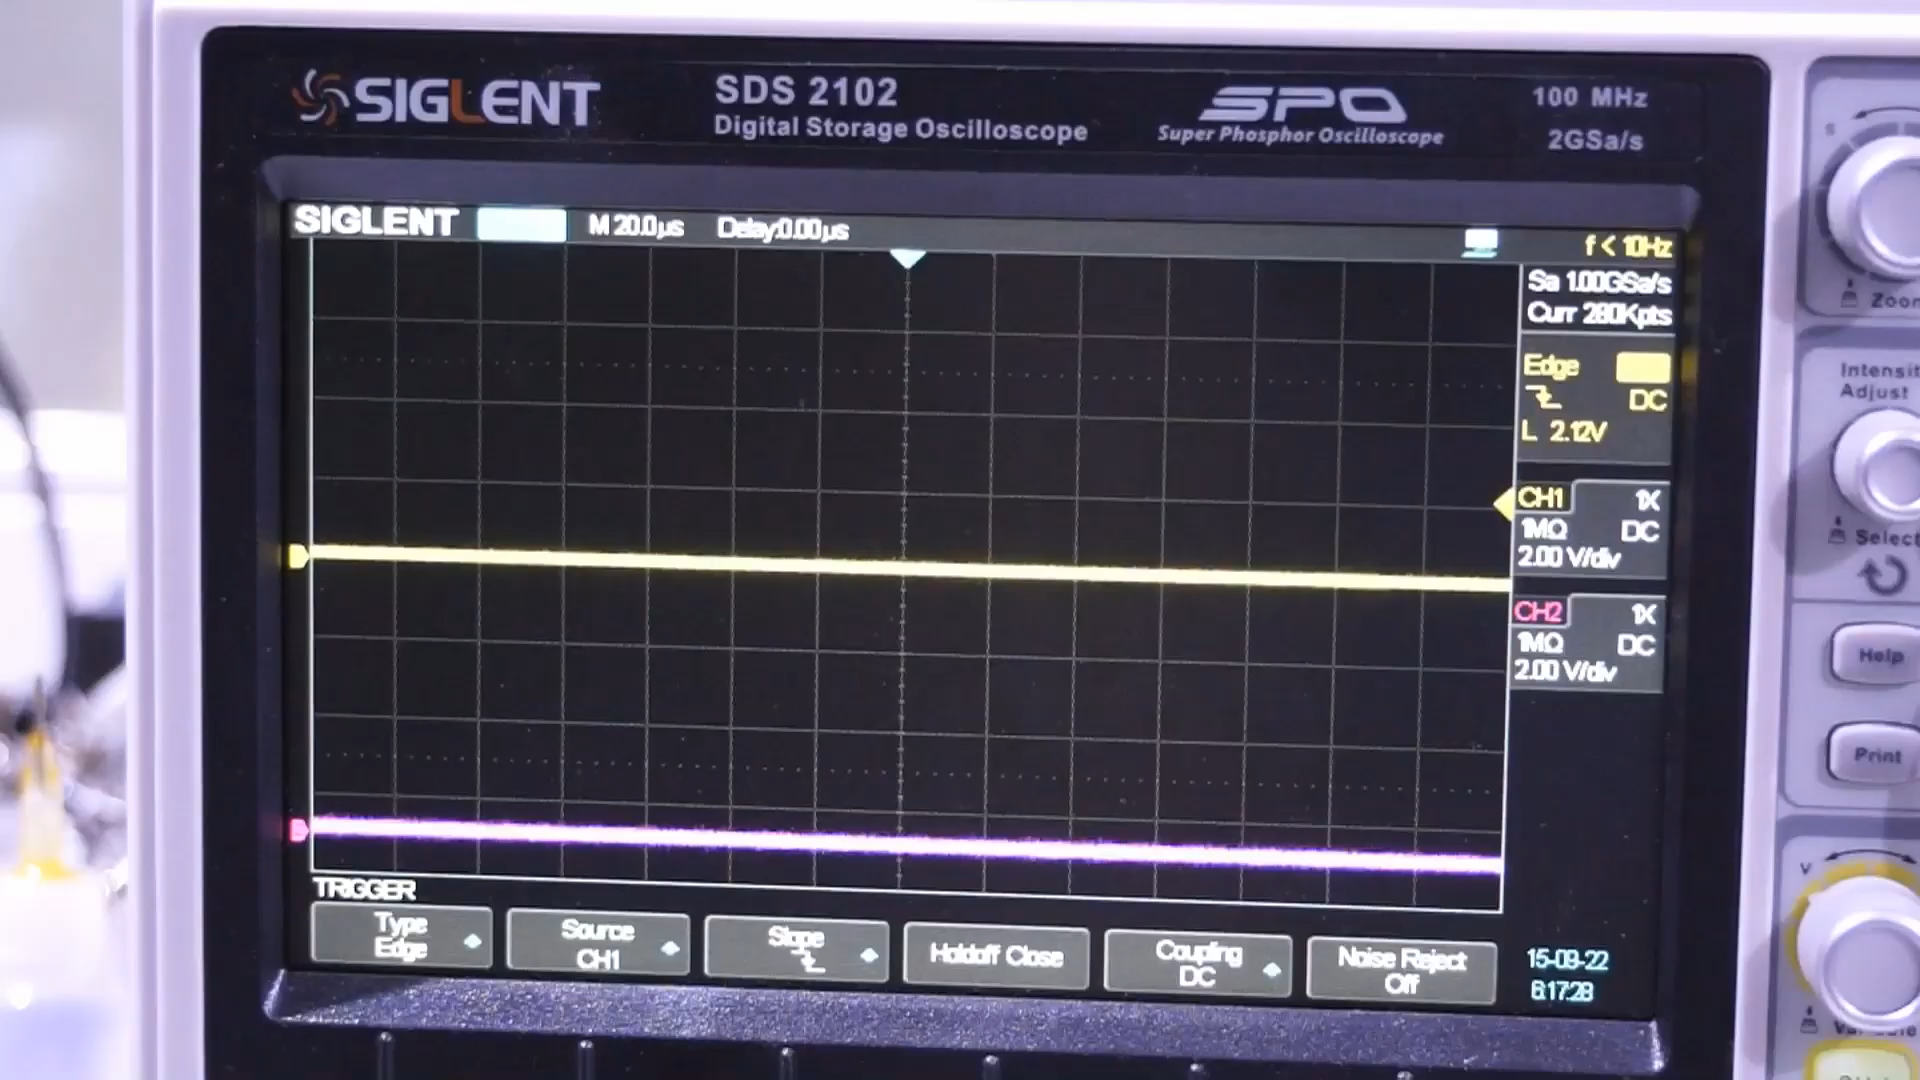 SIGLENT
SDS 2102
Digital Storage Oscilloscope
SPO
Super Phosphor Oscilloscope
100 MHz
2GSa/s
SIGLENT
M 20.0µs
Delay:0.00µs
f < 10Hz
Sa 1.00GSa/s
Curr 280Kpts
Edge
DC
L 2.12V
CH1 1X
1MΩ DC
2.00 V/div
CH2 1X
1MΩ DC
2.00 V/div
TRIGGER
Type
Edge
Source
CH1
Slope
Holdoff Close
Coupling
DC
Noise Reject
Off
15-09-22
6:17:28
S
Zoom
Intensit
Adjust
Select
Help
Print
V